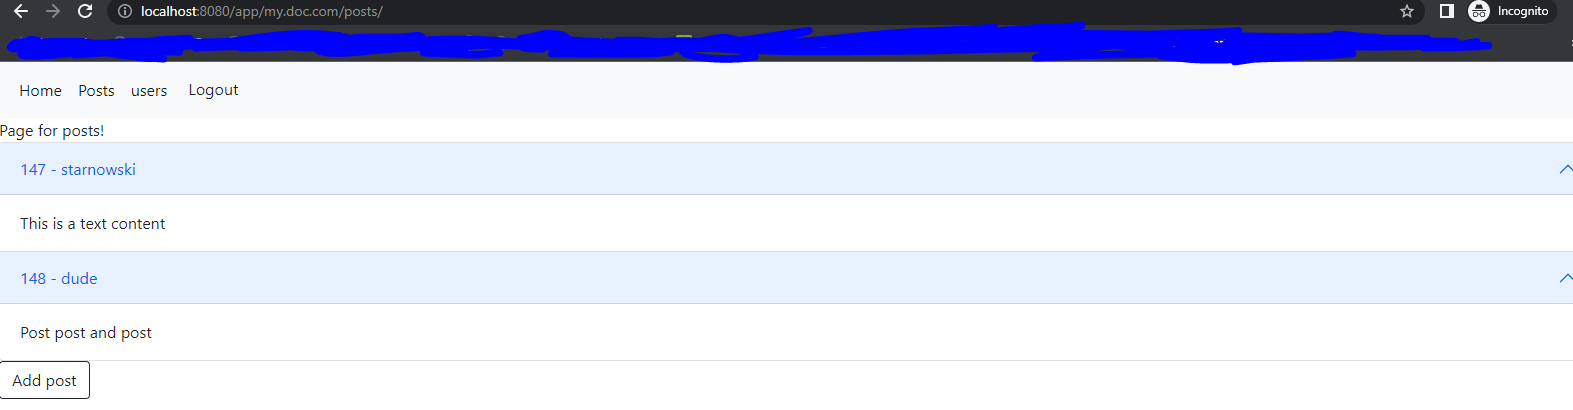 localhost:8080/app/my.doc.com/posts/ Incognito
Home Posts users Logout
Page for posts!
147 - starnowski
This is a text content
148 - dude
Post post and post
Add post